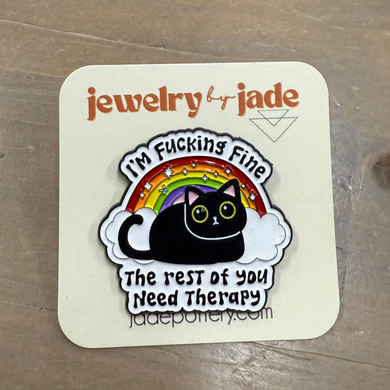 jewelry by jade
I'm Fucking Fine
The rest of you
Need Therapy
jadepottery.com